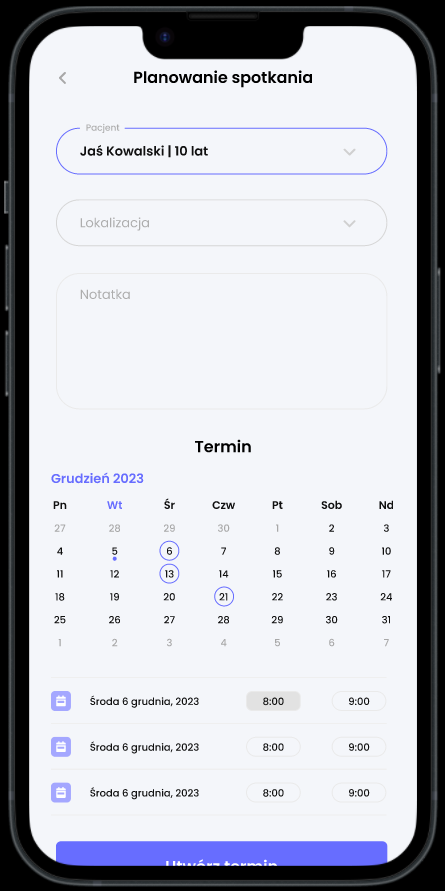 Planowanie spotkania
Pacjent
Jaś Kowalski | 10 lat
Lokalizacja
Notatka
Termin
Grudzień 2023
Pn Wt Śr Czw Pt Sob Nd
27 28 29 30 1 2 3
4 5 6 7 8 9 10
11 12 13 14 15 16 17
18 19 20 21 22 23 24
25 26 27 28 29 30 31
1 2 3 4 5 6 7
Środa 6 grudnia, 2023 8:00 9:00
Środa 6 grudnia, 2023 8:00 9:00
Środa 6 grudnia, 2023 8:00 9:00
Utwórz termin